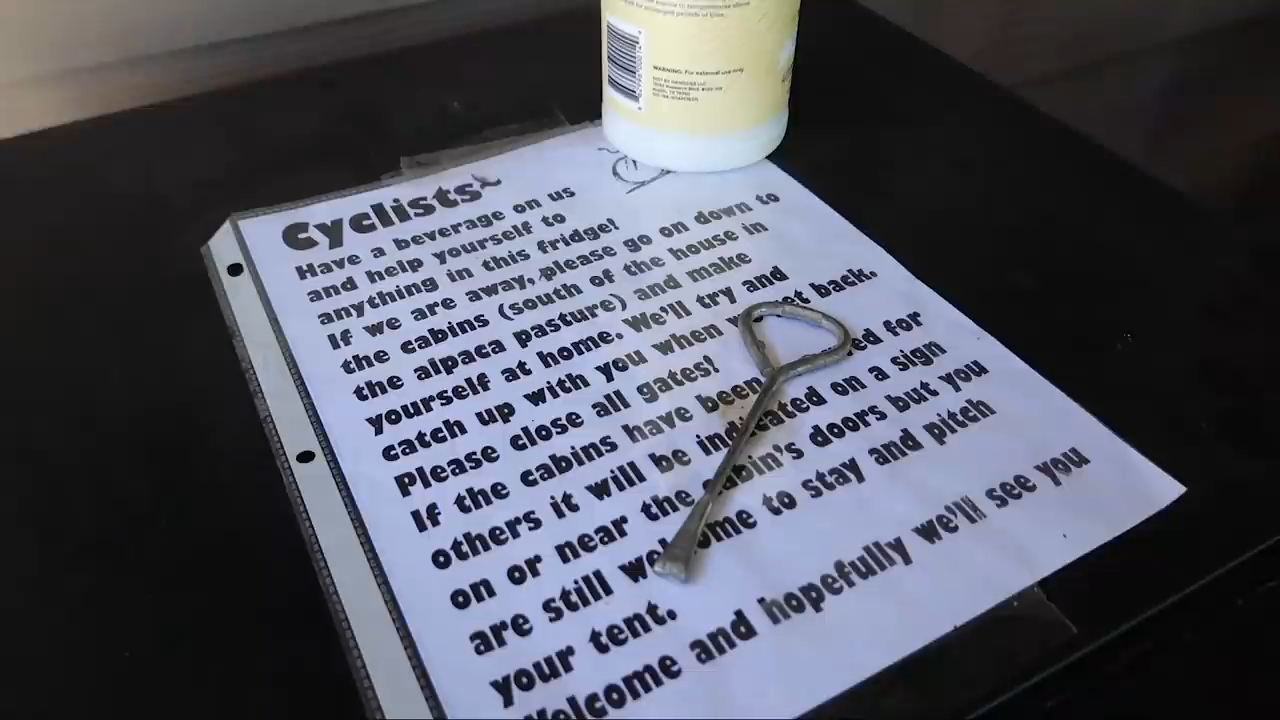 WARNING: For external use only
Cyclists
Have a beverage on us
and help yourself to
anything in this fridge!
If we are away, please go on down to
the cabins (south of the house in
the alpaca pasture) and make
yourself at home. We'll try and
catch up with you when we get back.
Please close all gates!
If the cabins have been for
others it will be indicated on a sign
on or near the cabin's doors but you
are still welcome to stay and pitch
your tent.
Welcome and hopefully we'll see you